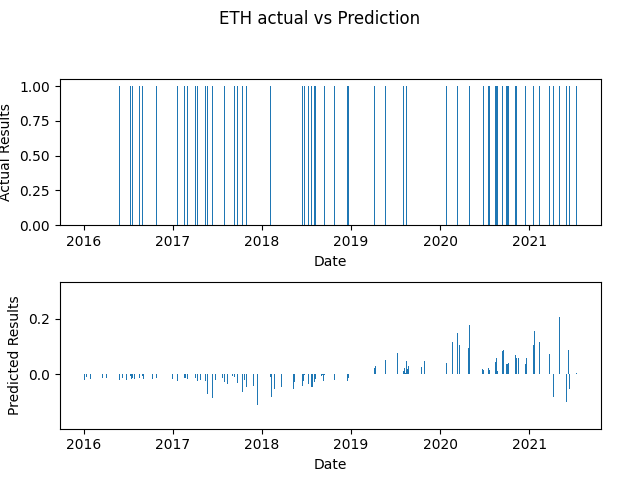 ETH actual vs Prediction
Actual Results
1.00
0.75
0.50
0.25
0.00
2016 2017 2018 2019 2020 2021
Date
Predicted Results
0.2
0.0
2016 2017 2018 2019 2020 2021
Date